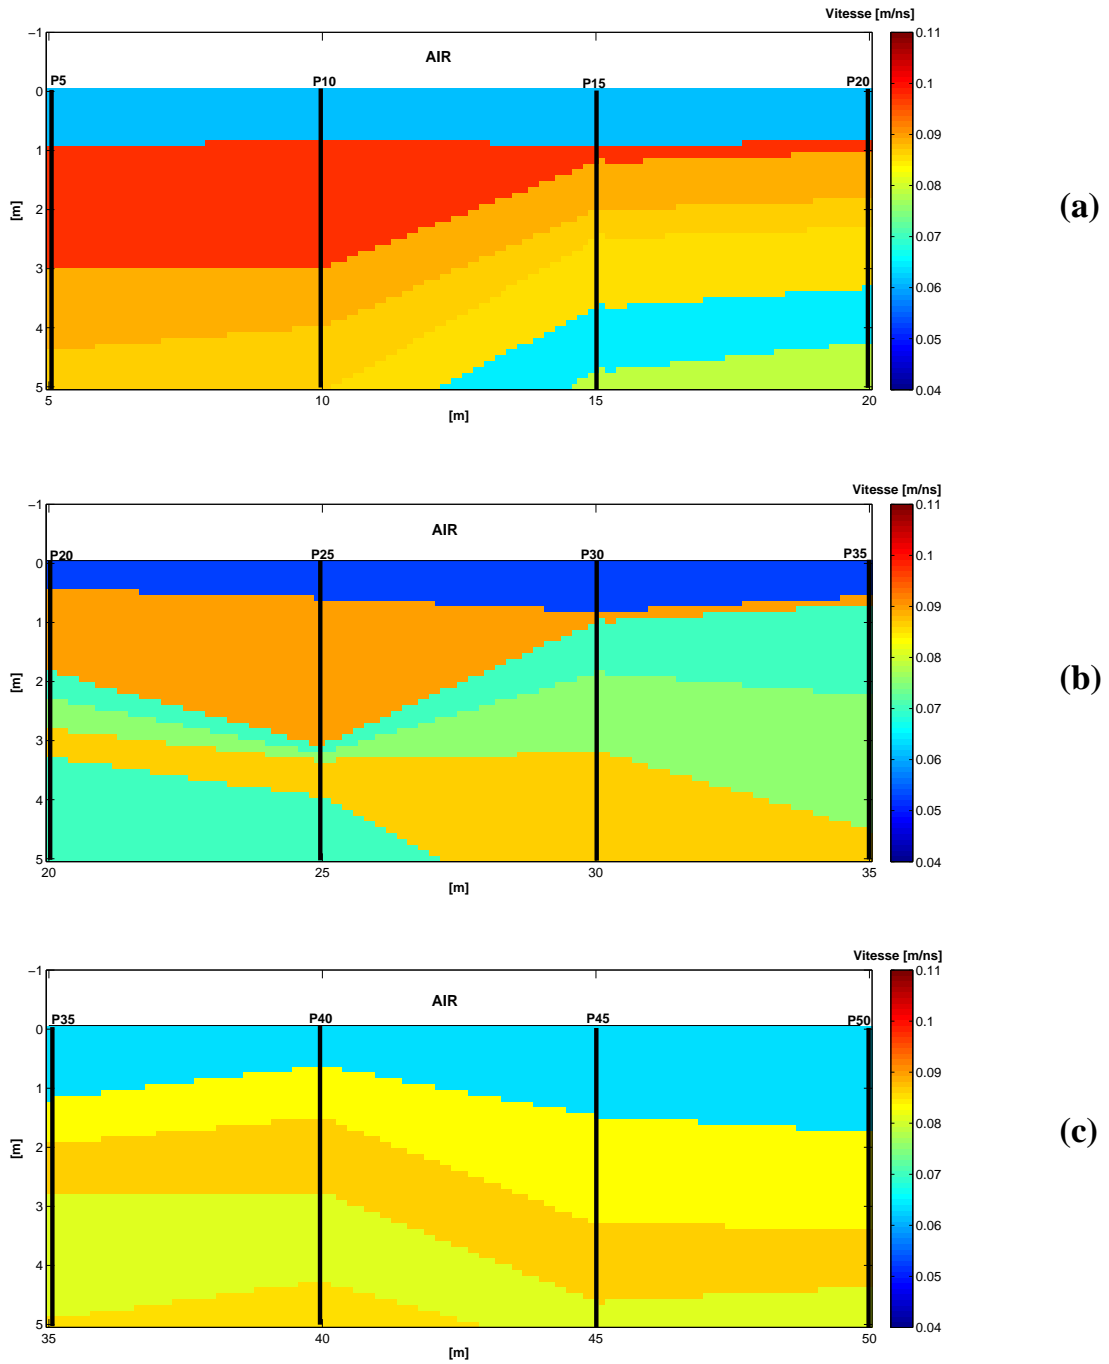 Vitesse [m/ns]
−1
AIR
P5
P10
P15
P20
0
1
2
3
4
5
[m]
5
10
15
20
[m]
0.11
0.1
0.09
0.08
0.07
0.06
0.05
0.04
(a)
Vitesse [m/ns]
−1
AIR
P20
P25
P30
P35
0
1
2
3
4
5
[m]
20
25
30
35
[m]
0.11
0.1
0.09
0.08
0.07
0.06
0.05
0.04
(b)
Vitesse [m/ns]
−1
AIR
P35
P40
P45
P50
0
1
2
3
4
5
[m]
35
40
45
50
[m]
0.11
0.1
0.09
0.08
0.07
0.06
0.05
0.04
(c)